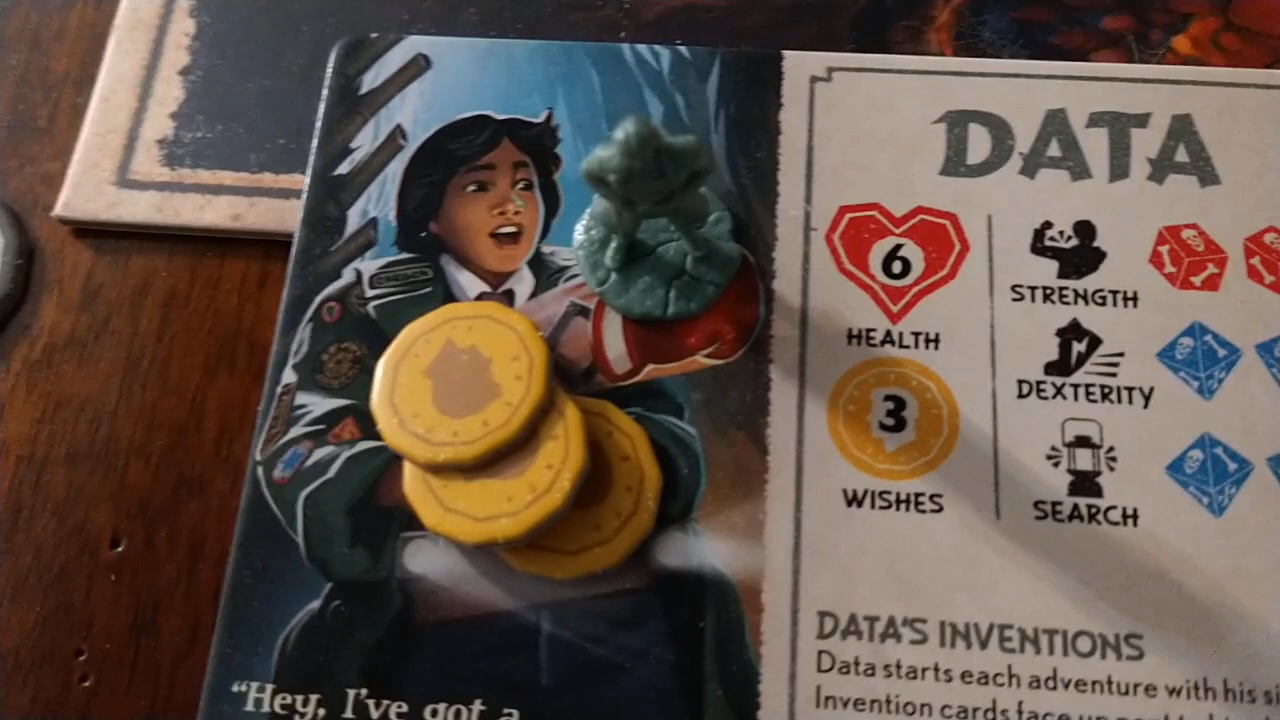 DATA
6
HEALTH
STRENGTH
3
WISHES
DEXTERITY
SEARCH
DATA'S INVENTIONS
Data starts each adventure with his
Invention cards face up
"Hey, I've got a